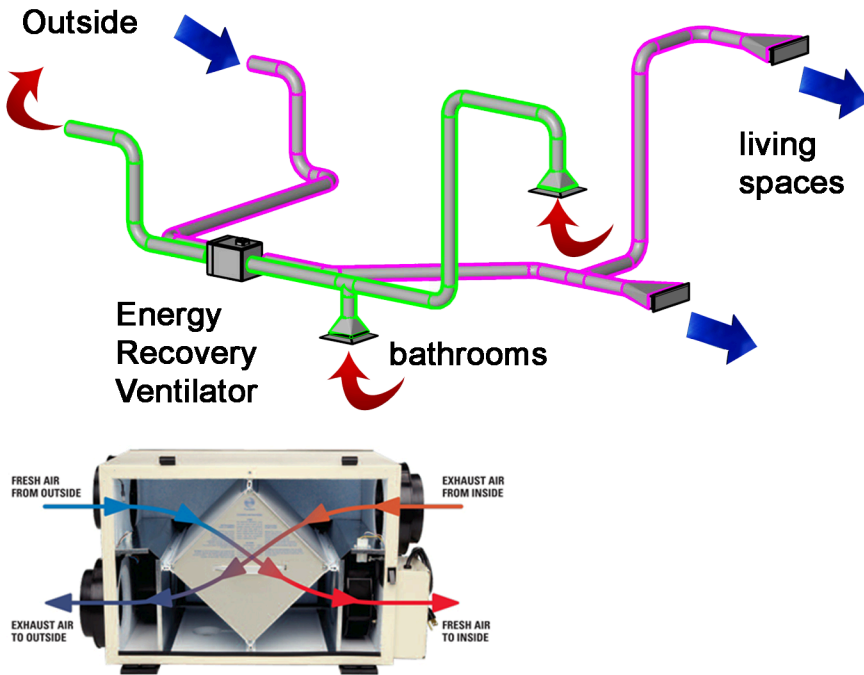 Outside
living
spaces
Energy
Recovery
Ventilator
bathrooms
FRESH AIR
FROM OUTSIDE
EXHAUST AIR
FROM INSIDE
EXHAUST AIR
TO OUTSIDE
FRESH AIR
TO INSIDE